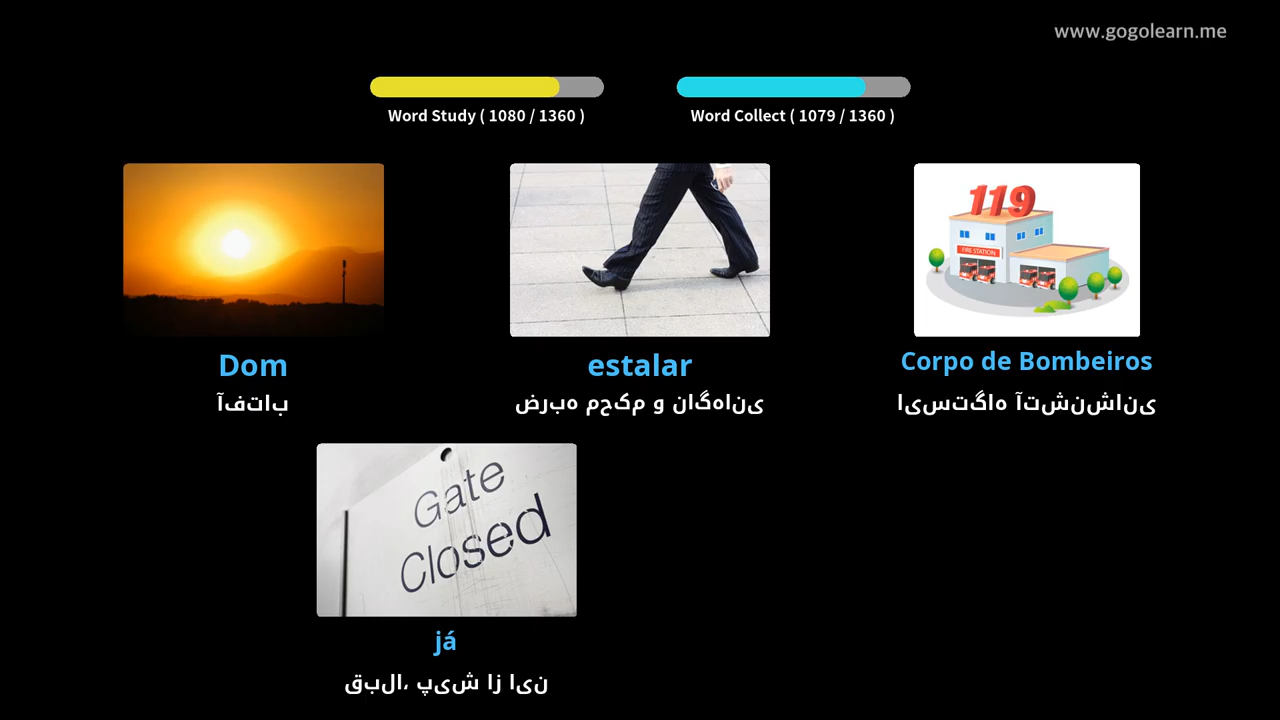 www.gogolearn.me
Word Study ( 1080 / 1360 )
Word Collect ( 1079 / 1360 )
119
FIRE STATION
Dom
آفتاب
estalar
ضربه محکم و ناگهانی
Corpo de Bombeiros
ایستگاه آتشنشانی
Gate
Closed
já
قبلا، پیش از این